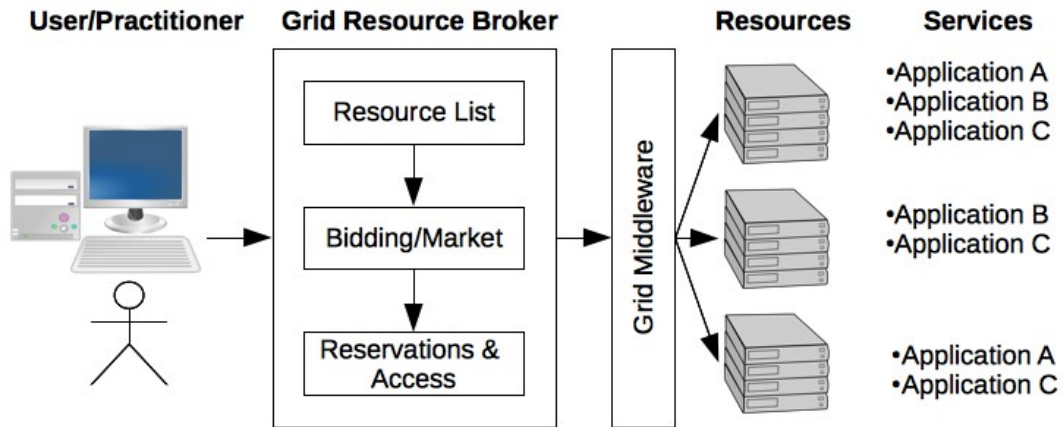 User/Practitioner
Grid Resource Broker
Resources
Services
Resource List
Bidding/Market
Reservations &
Access
Grid Middleware
•Application A
•Application B
•Application C
•Application B
•Application C
•Application A
•Application C